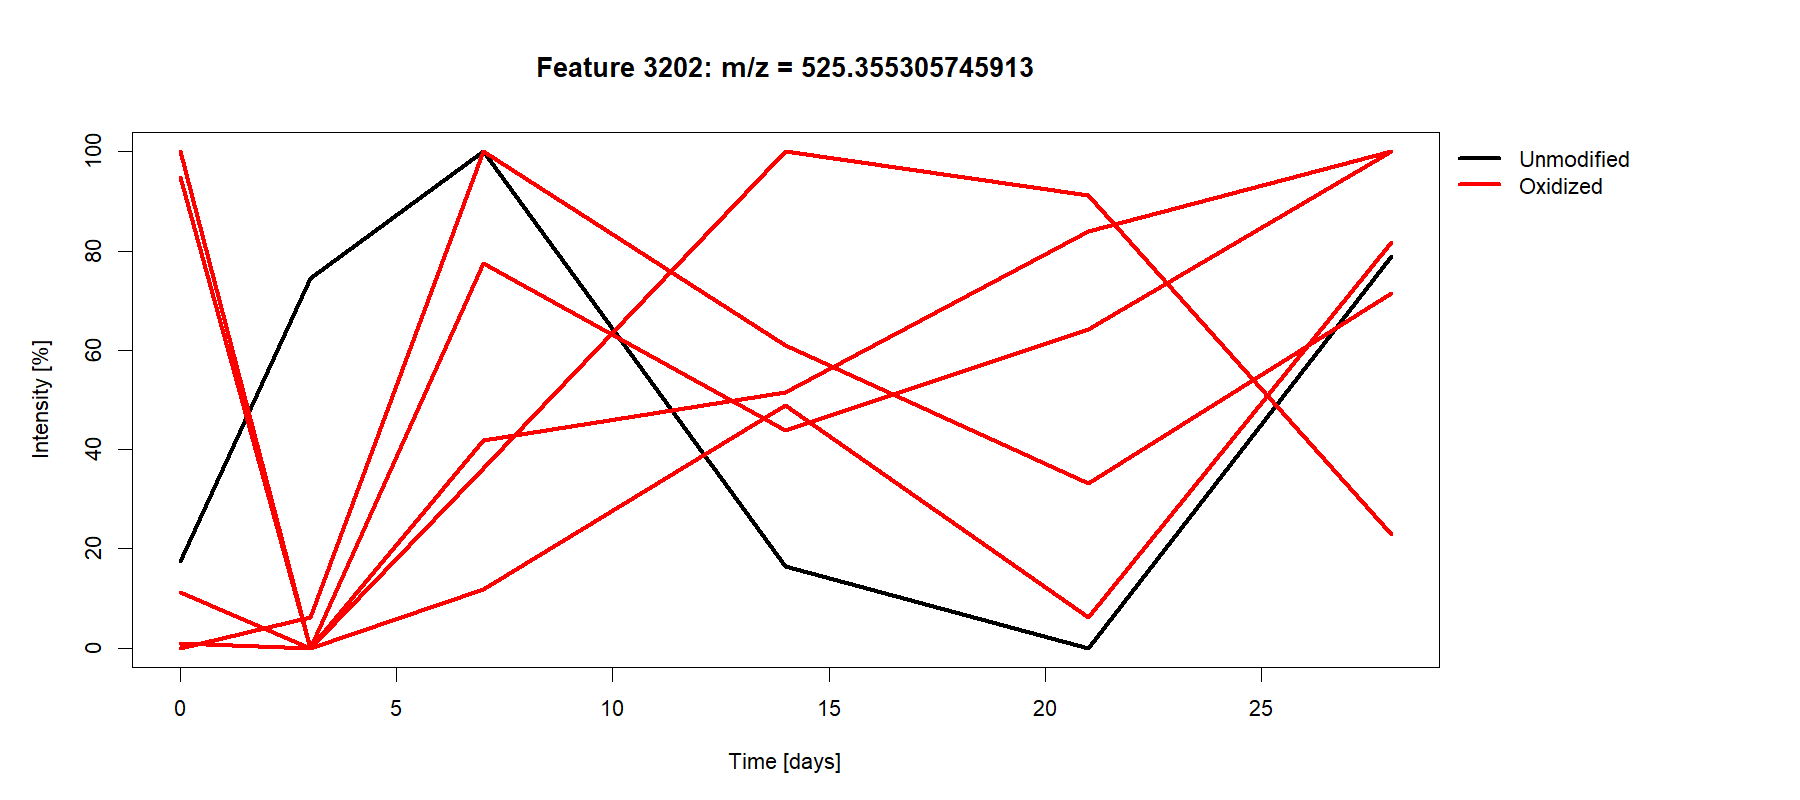 Feature 3202: m/z = 525.355305745913
Unmodified
Oxidized
Intensity [%]
100
80
60
40
20
0
0 5 10 15 20 25
Time [days]